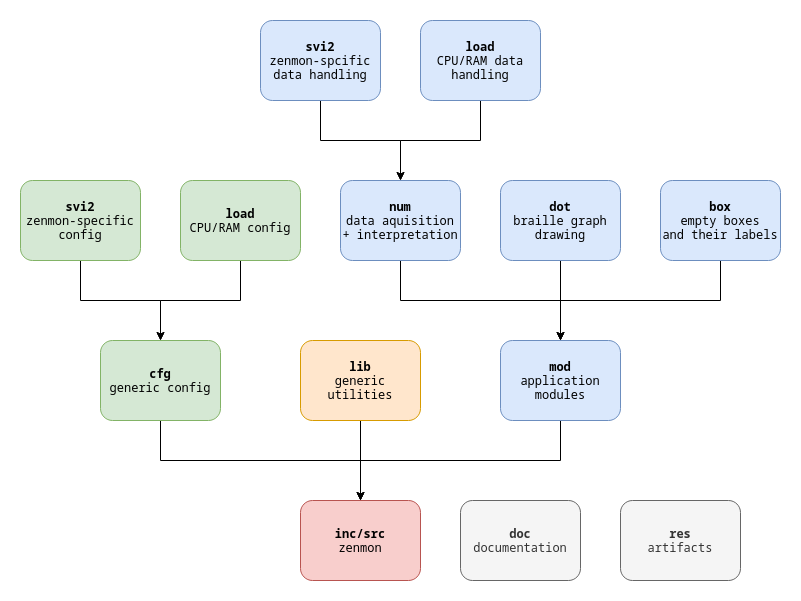 svi2
zenmon-spcific
data handling
load
CPU/RAM data
handling
svi2
zenmon-specific
config
load
CPU/RAM config
num
data aquisition
+ interpretation
dot
braille graph
drawing
box
empty boxes
and their labels
cfg
generic config
lib
generic
utilities
mod
application
modules
inc/src
zenmon
doc
documentation
res
artifacts